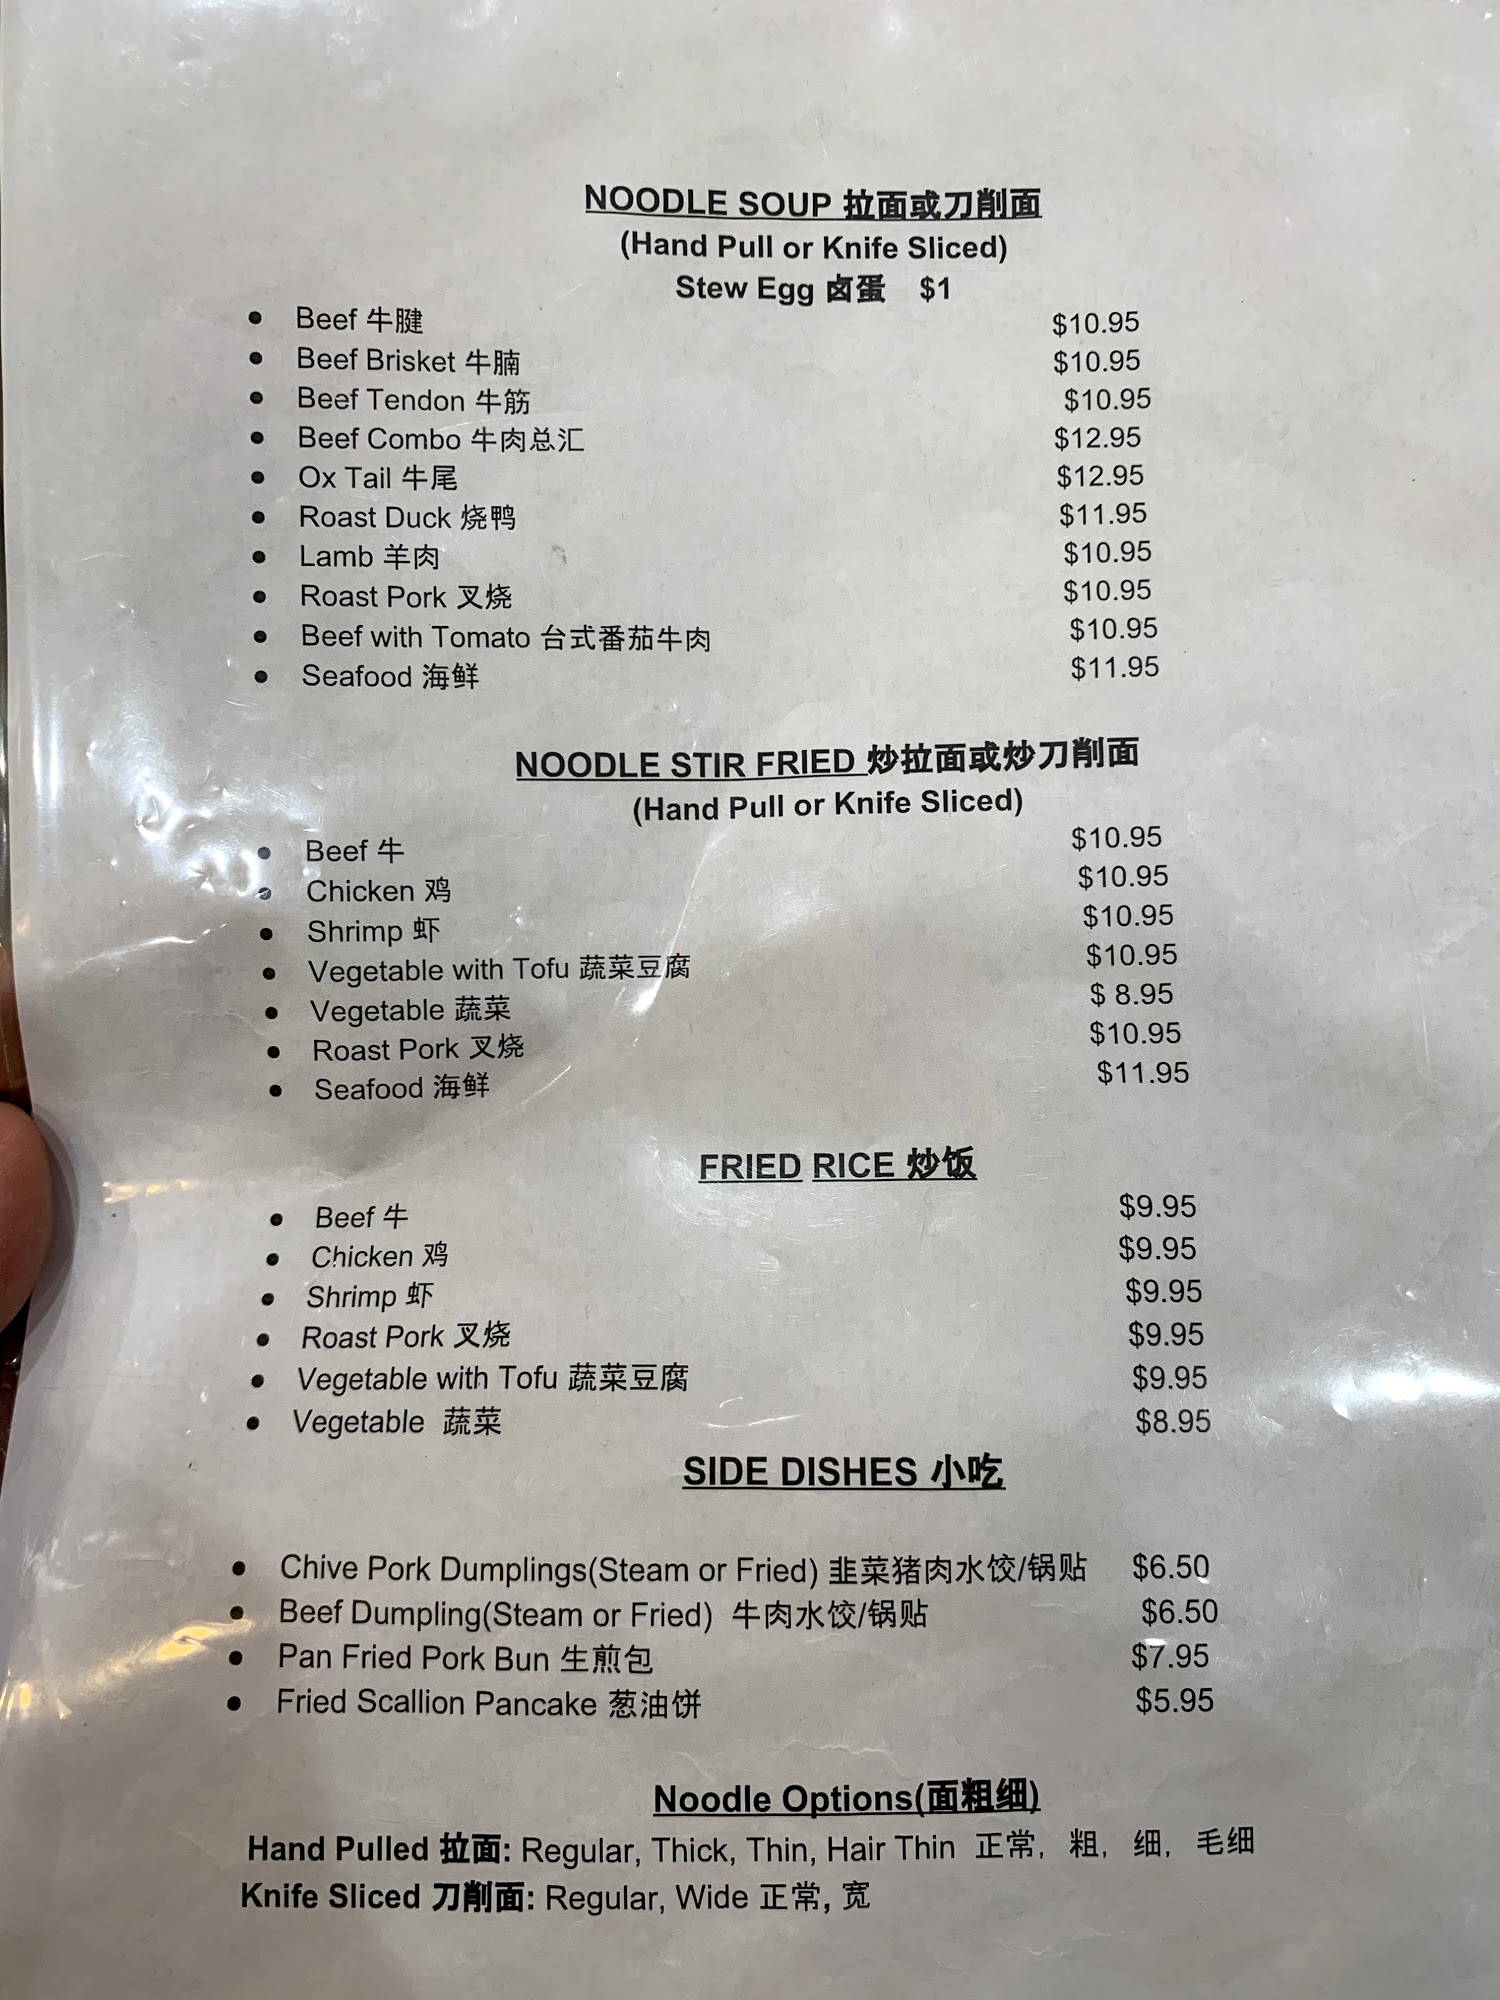 NOODLE SOUP 拉面或刀削面
(Hand Pull or Knife Sliced)
Stew Egg 卤蛋 $1
• Beef 牛腱 $10.95
• Beef Brisket 牛腩 $10.95
• Beef Tendon 牛筋 $10.95
• Beef Combo 牛肉总汇 $12.95
• Ox Tail 牛尾 $12.95
• Roast Duck 烧鸭 $11.95
• Lamb 羊肉 $10.95
• Roast Pork 叉烧 $10.95
• Beef with Tomato 台式番茄牛肉 $10.95
• Seafood 海鲜 $11.95
NOODLE STIR FRIED 炒拉面或炒刀削面
(Hand Pull or Knife Sliced)
• Beef 牛 $10.95
• Chicken 鸡 $10.95
• Shrimp 虾 $10.95
• Vegetable with Tofu 蔬菜豆腐 $10.95
• Vegetable 蔬菜 $ 8.95
• Roast Pork 叉烧 $10.95
• Seafood 海鲜 $11.95
FRIED RICE 炒饭
• Beef 牛 $9.95
• Chicken 鸡 $9.95
• Shrimp 虾 $9.95
• Roast Pork 叉烧 $9.95
• Vegetable with Tofu 蔬菜豆腐 $9.95
• Vegetable 蔬菜 $8.95
SIDE DISHES 小吃
• Chive Pork Dumplings(Steam or Fried) 韭菜猪肉水饺/锅贴 $6.50
• Beef Dumpling(Steam or Fried) 牛肉水饺/锅贴 $6.50
• Pan Fried Pork Bun 生煎包 $7.95
• Fried Scallion Pancake 葱油饼 $5.95
Noodle Options(面粗细)
Hand Pulled 拉面: Regular, Thick, Thin, Hair Thin 正常, 粗, 细, 毛细
Knife Sliced 刀削面: Regular, Wide 正常, 宽